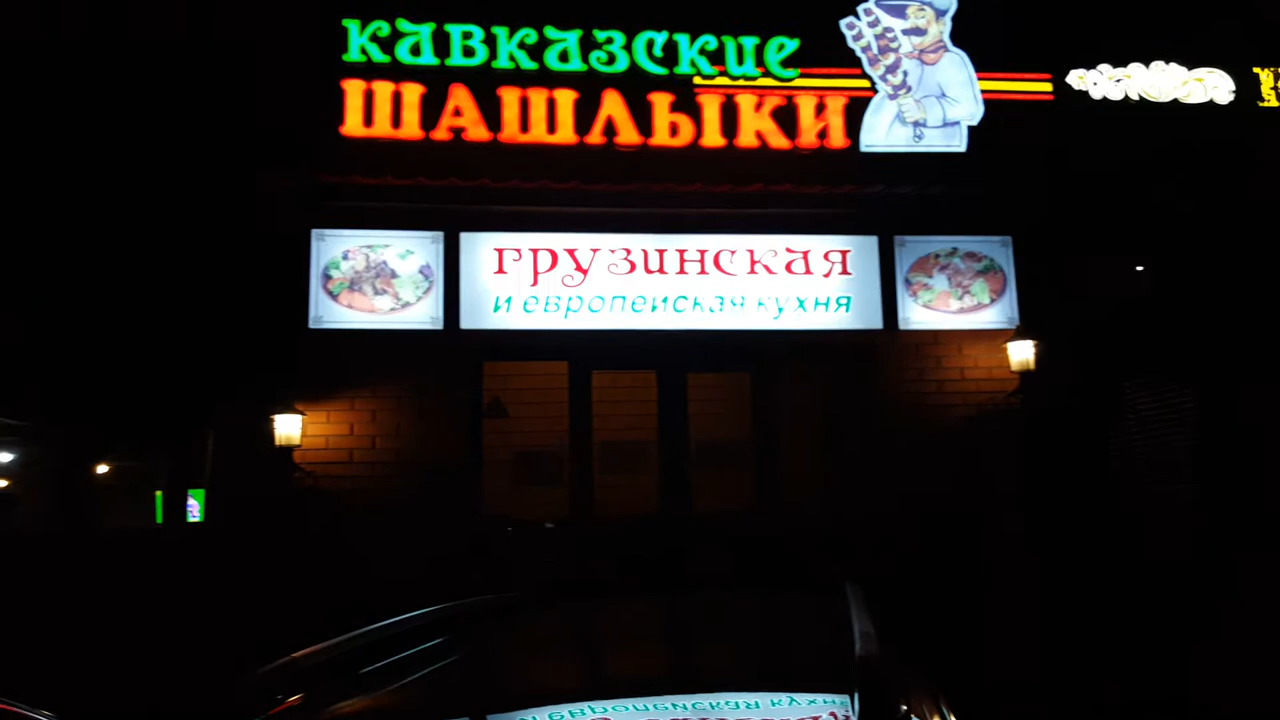 кавказские
ШАШЛЫКИ
грузинская
и европейская кухня